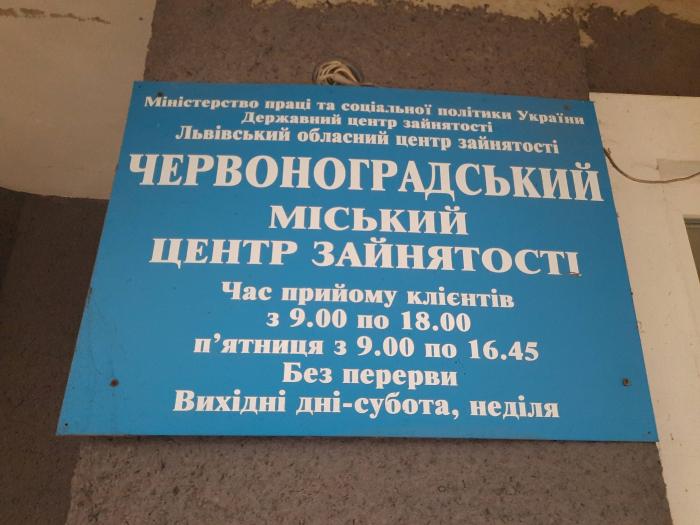 Міністерство праці та соціальної політики України
Державний центр зайнятості
Львівський обласний центр зайнятості
ЧЕРВОНОГРАДСЬКИЙ
МІСЬКИЙ
ЦЕНТР ЗАЙНЯТОСТІ
Час прийому клієнтів
з 9.00 по 18.00
п’ятниця з 9.00 по 16.45
Без перерви
Вихідні дні-субота, неділя